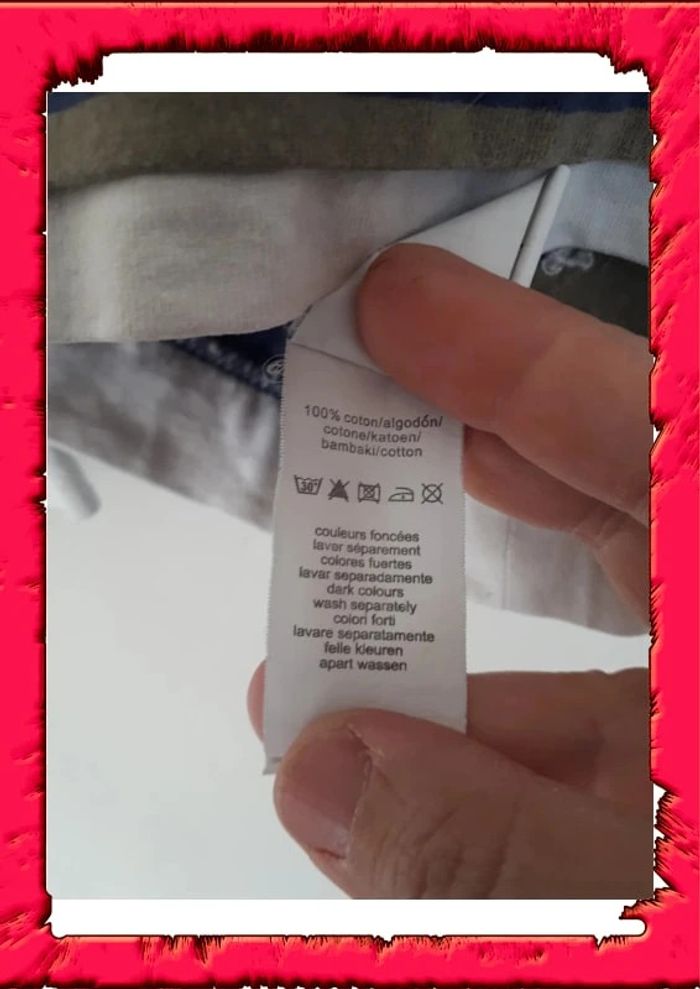 100% coton/algodón/
cotone/katoen/
bambaki/cotton
30°
couleurs foncées
laver séparement
colores fuertes
lavar separadamente
dark colours
wash separately
colori forti
lavare separatamente
felle kleuren
apart wassen